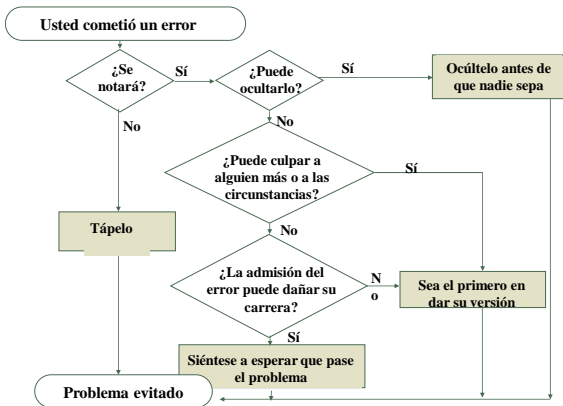 Usted cometió un error
¿Se
notará?
Sí
¿Puede
ocultarlo?
Sí
Ocúltelo antes de
que nadie sepa
No
No
¿Puede culpar a
alguien más o a las
circunstancias?
Sí
Tápelo
No
¿La admisión del
error puede dañar su
carrera?
N
o
Sea el primero en
dar su versión
Sí
Siéntese a esperar que pase
el problema
Problema evitado